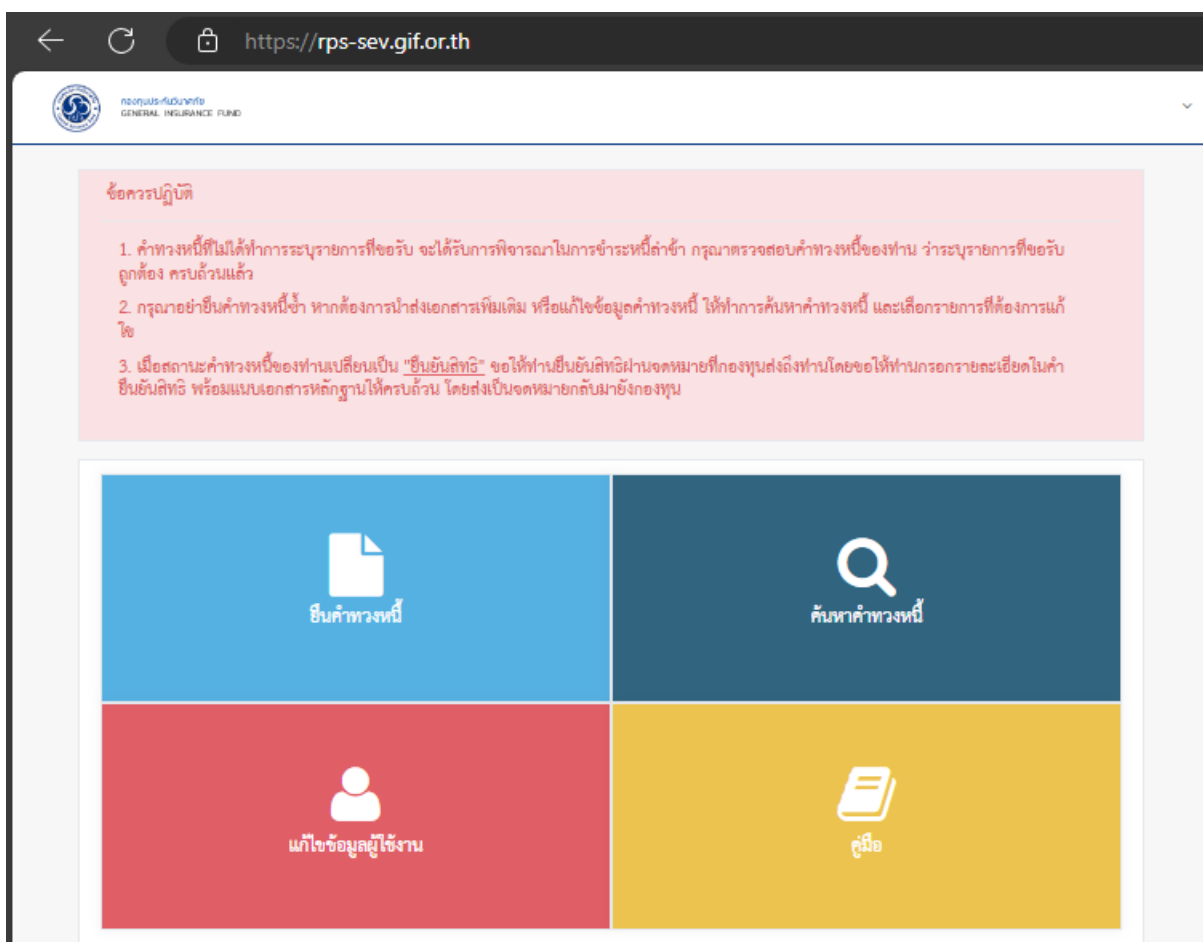 https://rps-sev.gif.or.th
กองทุนประกันวินาศภัย
GENERAL INSURANCE FUND
ข้อควรปฏิบัติ
1. คำทวงหนี้ที่ไม่ได้ทำการระบุรายการที่ขอรับ จะได้รับการพิจารณาในการชำระหนี้ล่าช้า กรุณาตรวจสอบคำทวงหนี้ของท่าน ว่าระบุรายการที่ขอรับ
ถูกต้อง ครบถ้วนแล้ว
2. กรุณาอย่ายื่นคำทวงหนี้ซ้ำ หากต้องการนำส่งเอกสารเพิ่มเติม หรือแก้ไขข้อมูลคำทวงหนี้ ให้ทำการค้นหาคำทวงหนี้ และเลือกรายการที่ต้องการแก้
ไข
3. เมื่อสถานะคำทวงหนี้ของท่านเปลี่ยนเป็น "ยืนยันสิทธิ" ขอให้ท่านยืนยันสิทธิผ่านจดหมายที่กองทุนส่งถึงท่านโดยขอให้ท่านกรอกรายละเอียดในคำ
ยืนยันสิทธิ พร้อมแนบเอกสารหลักฐานให้ครบถ้วน โดยส่งเป็นจดหมายกลับมายังกองทุน
ยื่นคำทวงหนี้
ค้นหาคำทวงหนี้
แก้ไขข้อมูลผู้ใช้งาน
คู่มือ